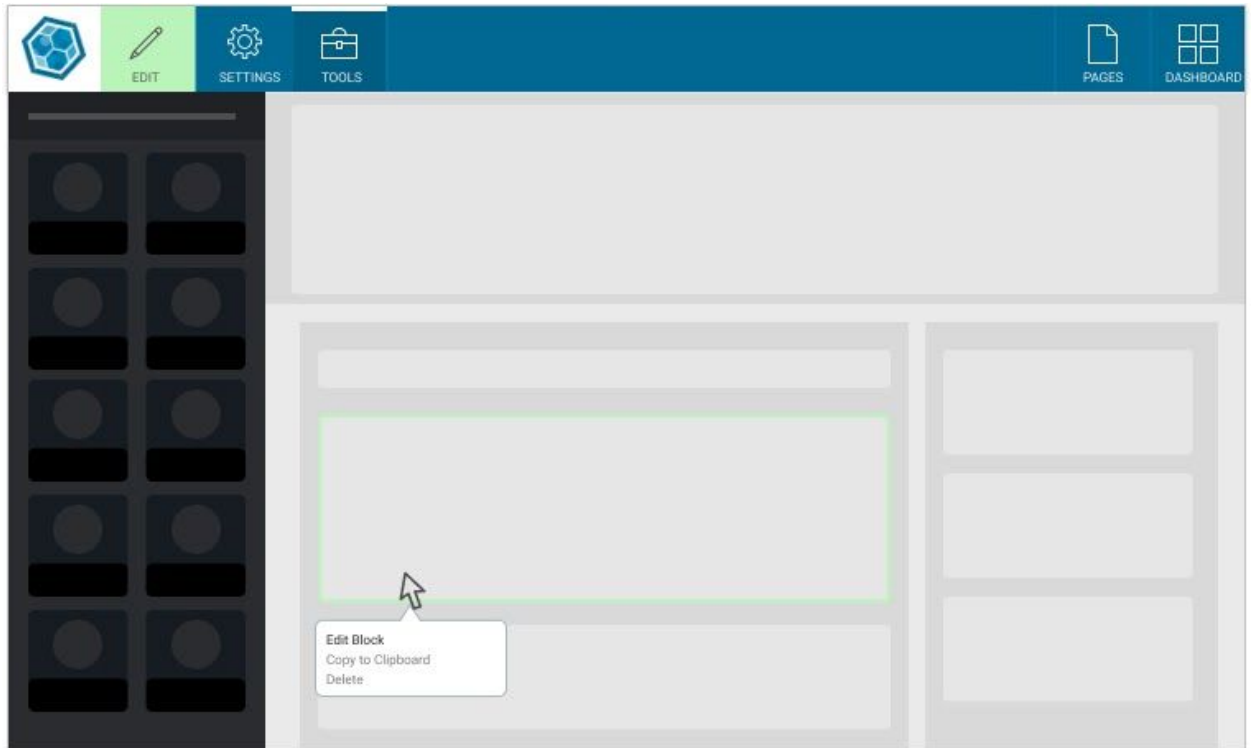 EDIT
SETTINGS
TOOLS
PAGES
DASHBOARD
Edit Block
Copy to Clipboard
Delete